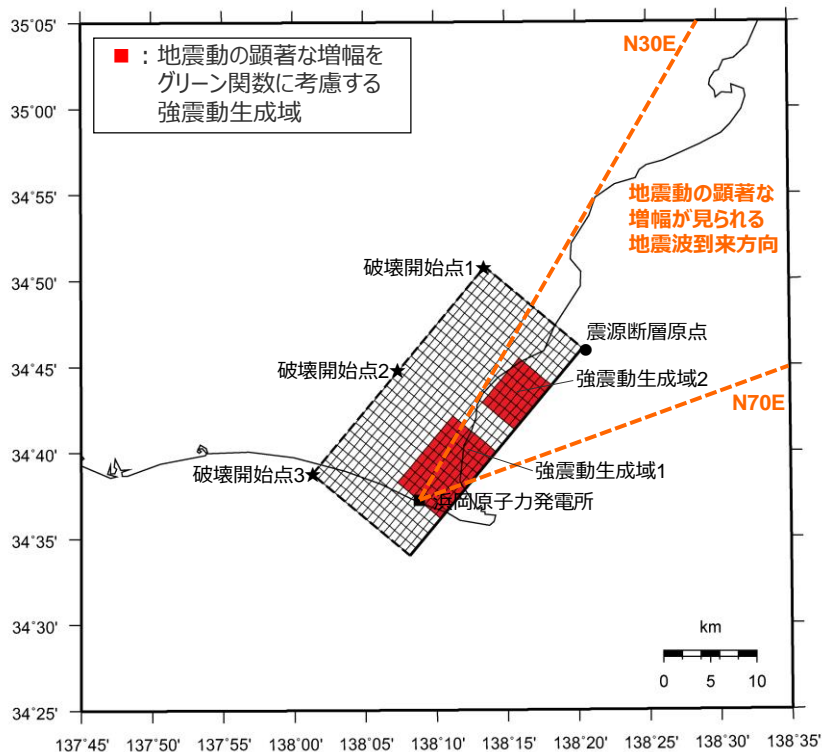 35°05'
35°00'
34°55'
34°50'
34°45'
34°40'
34°35'
34°30'
34°25'
■ : 地震動の顕著な増幅を
グリーン関数に考慮する
強震動生成域
N30E
地震動の顕著な
増幅が見られる
地震波到来方向
破壊開始点1
震源断層原点
破壊開始点2
強震動生成域2
N70E
破壊開始点3
強震動生成域1
浜岡原子力発電所
km
0 5 10
137°45' 137°50' 137°55' 138°00' 138°05' 138°10' 138°15' 138°20' 138°25' 138°30' 138°35'